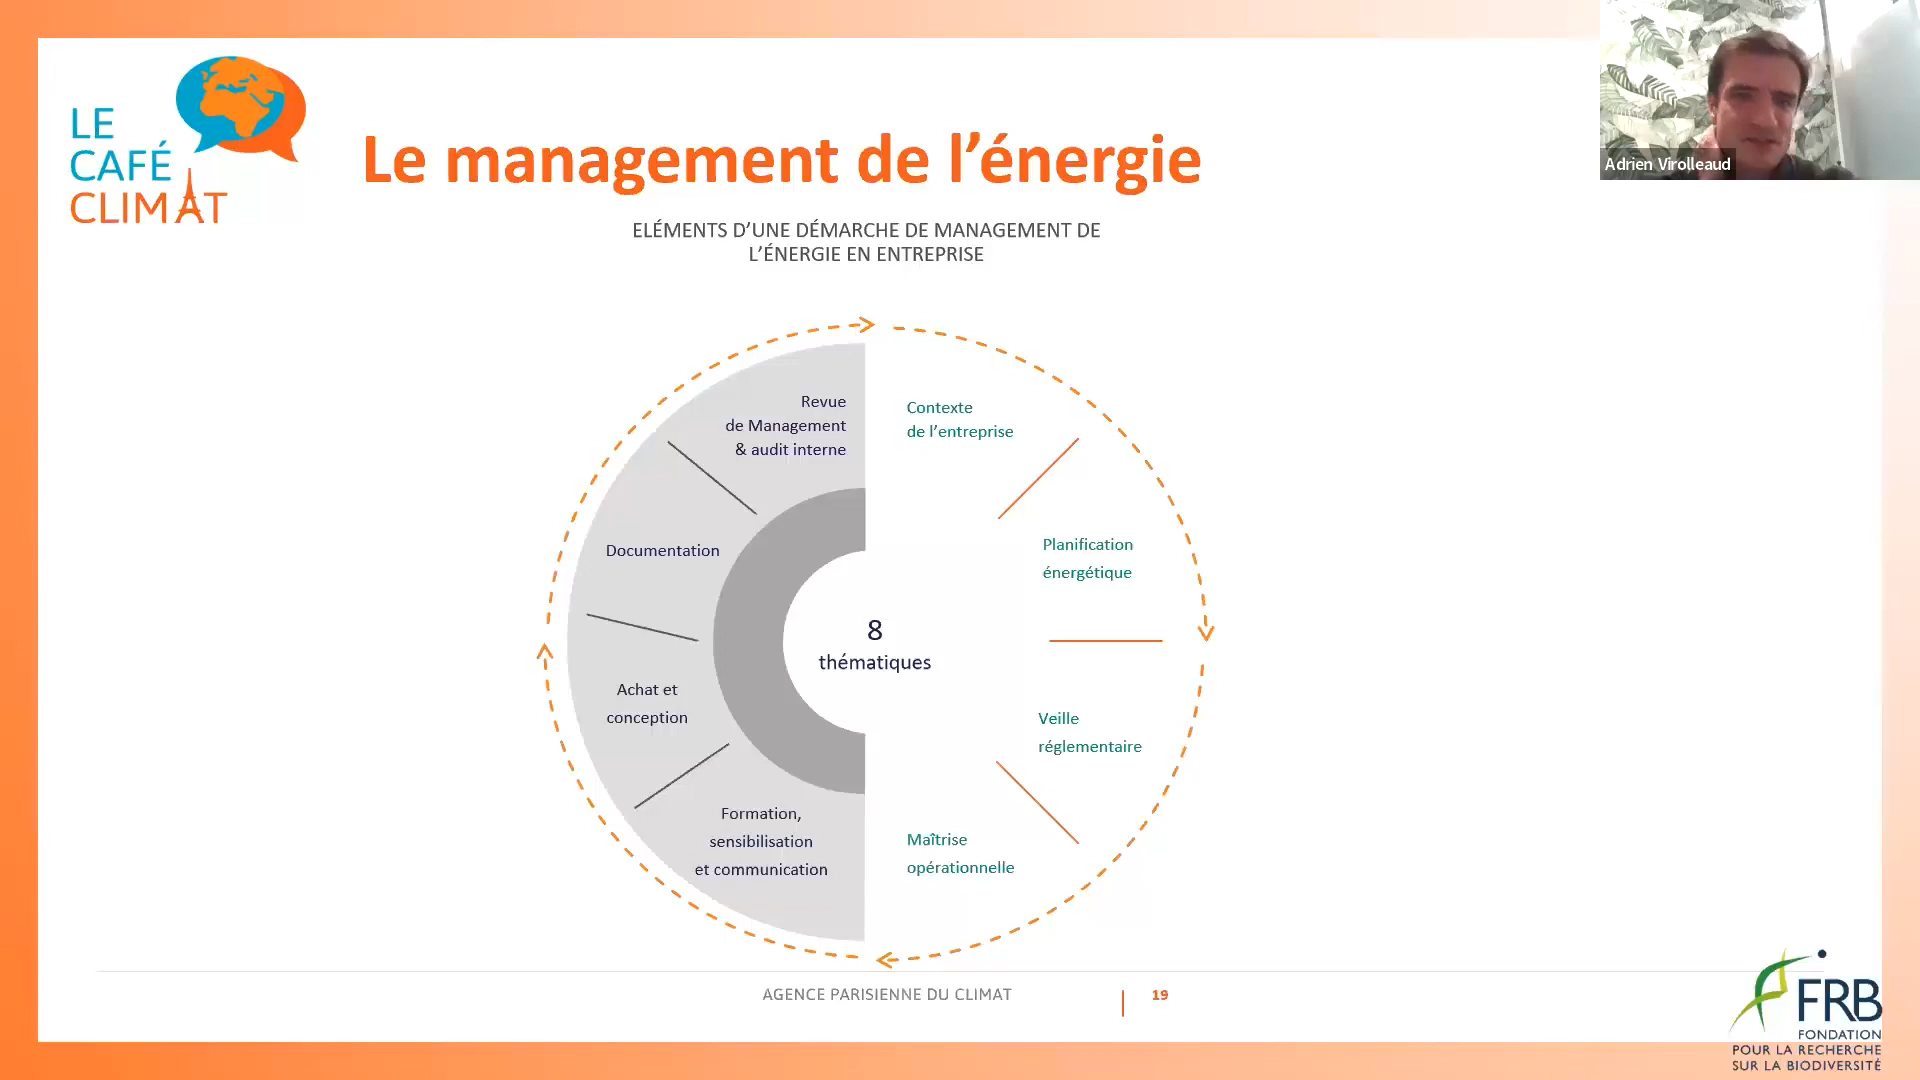 LE
CAFÉ
CLIMAT
Le management de l’énergie
Adrien Virolleaud
ELÉMENTS D’UNE DÉMARCHE DE MANAGEMENT DE
L’ÉNERGIE EN ENTREPRISE
Contexte
de l’entreprise
Planification
énergétique
Veille
réglementaire
Maîtrise
opérationnelle
Formation,
sensibilisation
et communication
Achat et
conception
Documentation
Revue
de Management
& audit interne
8
thématiques
AGENCE PARISIENNE DU CLIMAT
19
FRB
FONDATION
POUR LA RECHERCHE
SUR LA BIODIVERSITÉ